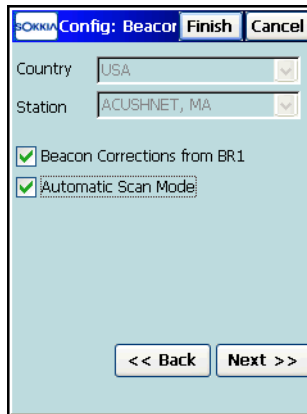 SOKKIA Config: Beacor Finish Cancel
Country USA
Station ACUSHNET, MA
Beacon Corrections from BR1
Automatic Scan Mode
<< Back Next >>